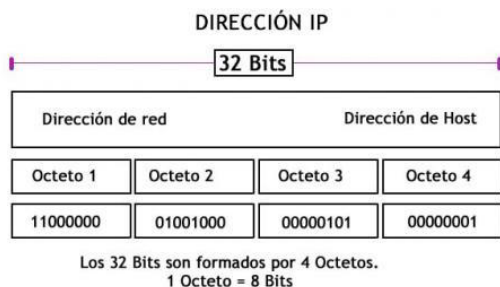 DIRECCIÓN IP
32 Bits
Dirección de red Dirección de Host
Octeto 1 Octeto 2 Octeto 3 Octeto 4
11000000 01001000 00000101 00000001
Los 32 Bits son formados por 4 Octetos.
1 Octeto = 8 Bits